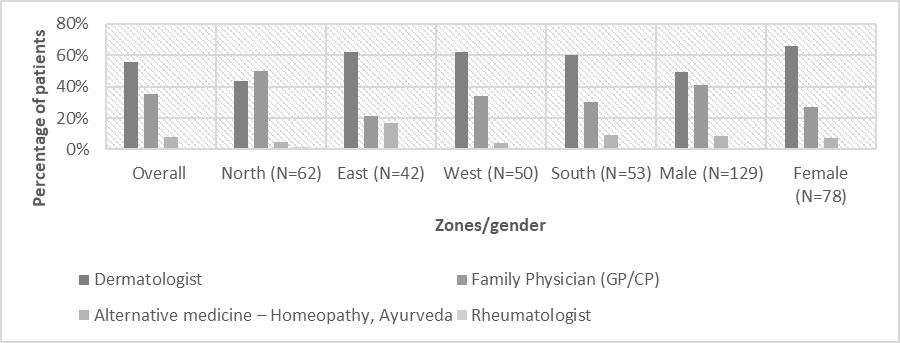 80%
60%
40%
20%
0%
Percentage of patients
Overall North (N=62) East (N=42) West (N=50) South (N=53) Male (N=129) Female
(N=78)
Zones/gender
Dermatologist Family Physician (GP/CP)
Alternative medicine – Homeopathy, Ayurveda Rheumatologist